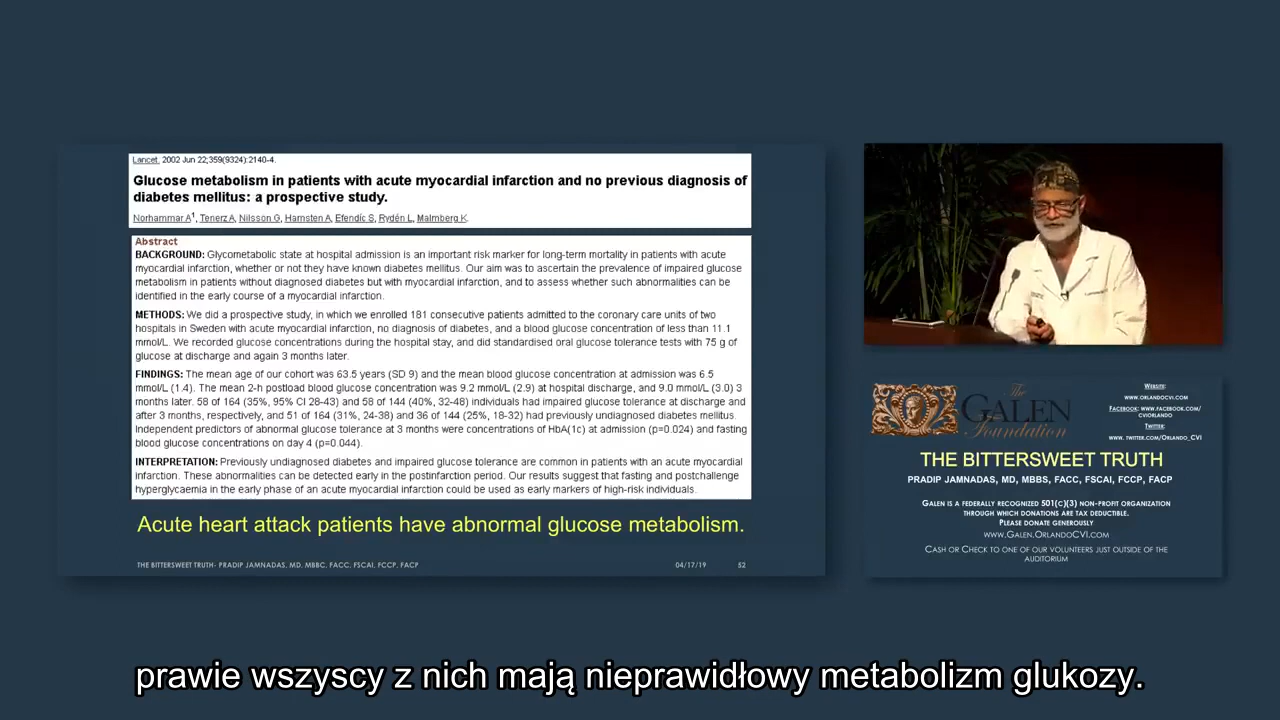 Lancet. 2002 Jun 22;359(9324):2140-4.
Glucose metabolism in patients with acute myocardial infarction and no previous diagnosis of
diabetes mellitus: a prospective study.
Norhammar A1, Tenerz A, Nilsson G, Hamsten A, Efendíc S, Rydén L, Malmberg K.
Abstract
BACKGROUND: Glycometabolic state at hospital admission is an important risk marker for long-term mortality in patients with acute
myocardial infarction, whether or not they have known diabetes mellitus. Our aim was to ascertain the prevalence of impaired glucose
metabolism in patients without diagnosed diabetes but with myocardial infarction, and to assess whether such abnormalities can be
identified in the early course of a myocardial infarction.
METHODS: We did a prospective study, in which we enrolled 181 consecutive patients admitted to the coronary care units of two
hospitals in Sweden with acute myocardial infarction, no diagnosis of diabetes, and a blood glucose concentration of less than 11.1
mmol/L. We recorded glucose concentrations during the hospital stay, and did standardised oral glucose tolerance tests with 75 g of
glucose at discharge and again 3 months later.
FINDINGS: The mean age of our cohort was 63.5 years (SD 9) and the mean blood glucose concentration at admission was 6.5
mmol/L (1.4). The mean 2-h postload blood glucose concentration was 9.2 mmol/L (2.9) at hospital discharge, and 9.0 mmol/L (3.0) 3
months later. 58 of 164 (35%, 95% CI 28-43) and 58 of 144 (40%, 32-48) individuals had impaired glucose tolerance at discharge and
after 3 months, respectively, and 51 of 164 (31%, 24-38) and 36 of 144 (25%, 18-32) had previously undiagnosed diabetes mellitus.
Independent predictors of abnormal glucose tolerance at 3 months were concentrations of HbA(1c) at admission (p=0.024) and fasting
blood glucose concentrations on day 4 (p=0.044).
INTERPRETATION: Previously undiagnosed diabetes and impaired glucose tolerance are common in patients with an acute myocardial
infarction. These abnormalities can be detected early in the postinfarction period. Our results suggest that fasting and postchallenge
hyperglycaemia in the early phase of an acute myocardial infarction could be used as early markers of high-risk individuals.
Acute heart attack patients have abnormal glucose metabolism.
THE BITTERSWEET TRUTH- PRADIP JAMNADAS, MD, MBBC, FACC, FSCAI, FCCP, FACP
04/17/19
52
The
GALEN
Foundation
WEBSITE:
WWW.ORLANDOCVI.COM
FACEBOOK: WWW.FACEBOOK.COM/
CVIORLANDO
TWITTER:
WWW. TWITTER.COM/ORLANDO_CVI
THE BITTERSWEET TRUTH
PRADIP JAMNADAS, MD, MBBS, FACC, FSCAI, FCCP, FACP
GALEN IS A FEDERALLY RECOGNIZED 501(C)(3) NON-PROFIT ORGANIZATION
THROUGH WHICH DONATIONS ARE TAX DEDUCTIBLE.
PLEASE DONATE GENEROUSLY
WWW.GALEN.ORLANDOCVI.COM
CASH OR CHECK TO ONE OF OUR VOLUNTEERS JUST OUTSIDE OF THE
AUDITORIUM
prawie wszyscy z nich mają nieprawidłowy metabolizm glukozy.